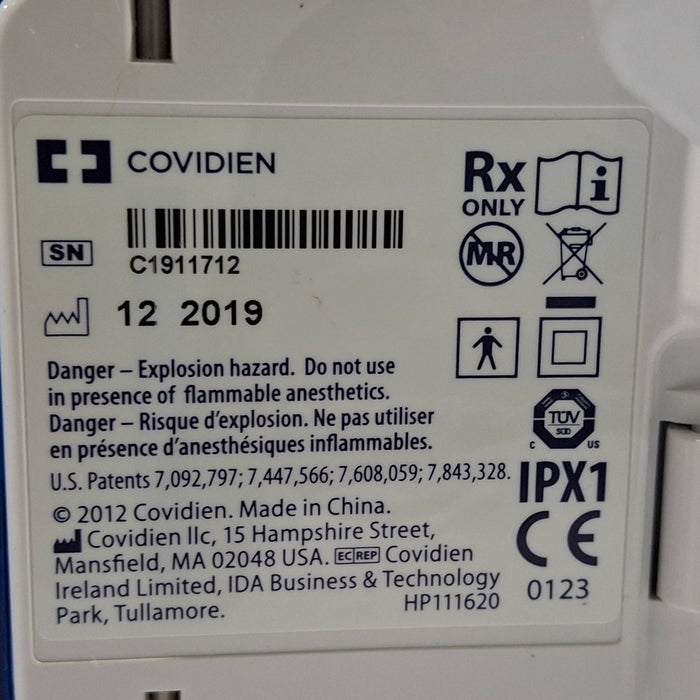 COVIDIEN
Rx
ONLY
i
SN
C1911712
MR
12 2019
Danger – Explosion hazard. Do not use
in presence of flammable anesthetics.
Danger – Risque d'explosion. Ne pas utiliser
en présence d'anesthésiques inflammables.
TÜV
SÜD
C US
U.S. Patents 7,092,797; 7,447,566; 7,608,059; 7,843,328.
IPX1
© 2012 Covidien. Made in China.
Covidien llc, 15 Hampshire Street,
Mansfield, MA 02048 USA. EC REP Covidien
Ireland Limited, IDA Business & Technology
Park, Tullamore.
HP111620
CE
0123